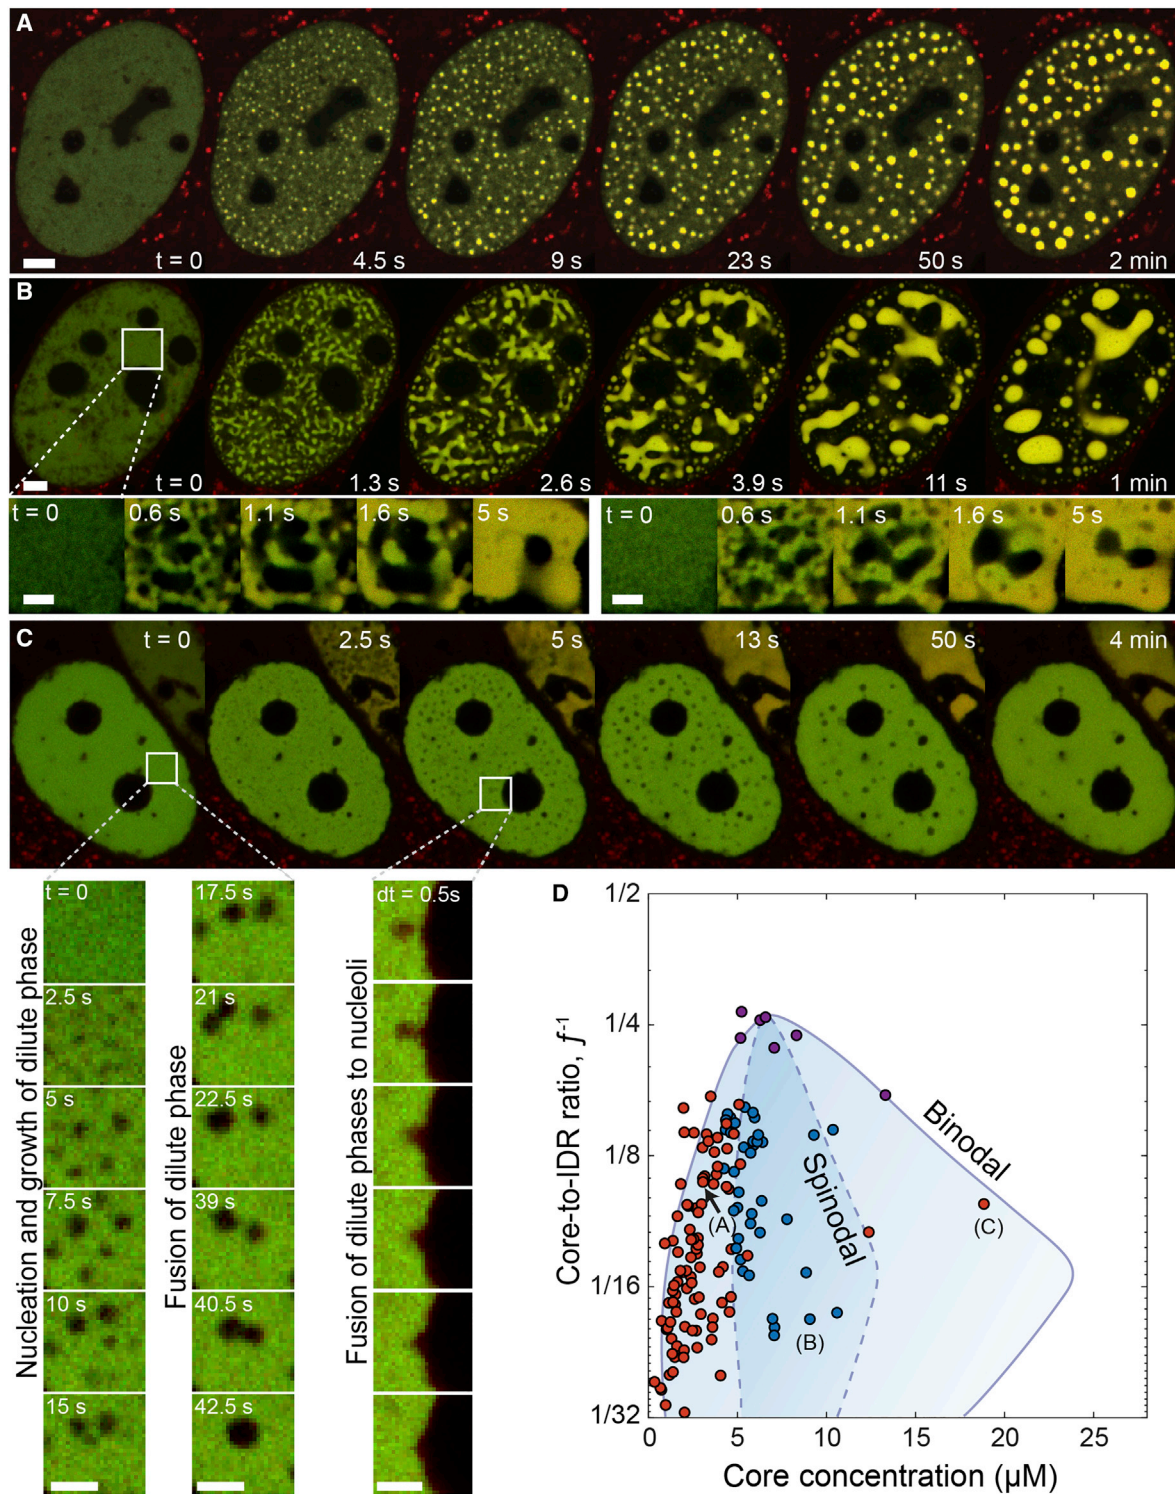 A
t = 0
4.5 s
9 s
23 s
50 s
2 min
B
t = 0
1.3 s
2.6 s
3.9 s
11 s
1 min
t = 0
0.6 s
1.1 s
1.6 s
5 s
t = 0
0.6 s
1.1 s
1.6 s
5 s
C
t = 0
2.5 s
5 s
13 s
50 s
4 min
Nucleation and growth of dilute phase
t = 0
2.5 s
5 s
7.5 s
10 s
15 s
Fusion of dilute phase
17.5 s
21 s
22.5 s
39 s
40.5 s
42.5 s
Fusion of dilute phases to nucleoli
dt = 0.5s
D
Core-to-IDR ratio, f⁻¹
1/2
1/4
1/8
1/16
1/32
Binodal
Spinodal
(A)
(B)
(C)
0
5
10
15
20
25
Core concentration (µM)